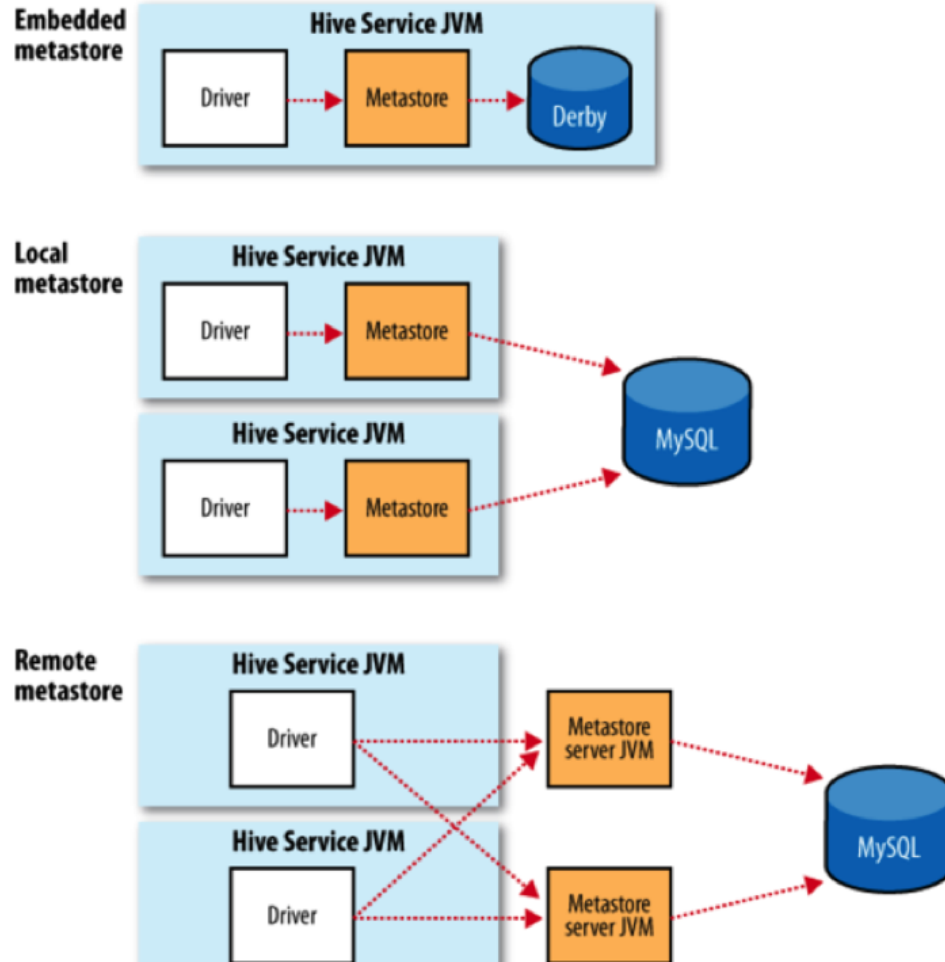 Embedded
metastore
Hive Service JVM
Driver
Metastore
Derby
Local
metastore
Hive Service JVM
Driver
Metastore
Hive Service JVM
Driver
Metastore
MySQL
Remote
metastore
Hive Service JVM
Driver
Metastore
server JVM
Hive Service JVM
Driver
Metastore
server JVM
MySQL